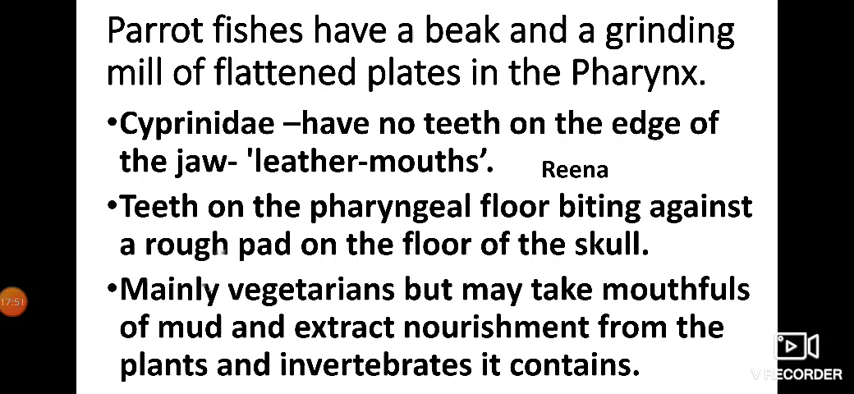 Parrot fishes have a beak and a grinding
mill of flattened plates in the Pharynx.
•Cyprinidae –have no teeth on the edge of
the jaw- 'leather-mouths’.
Reena
•Teeth on the pharyngeal floor biting against
a rough pad on the floor of the skull.
•Mainly vegetarians but may take mouthfuls
of mud and extract nourishment from the
plants and invertebrates it contains.
17:51
V RECORDER